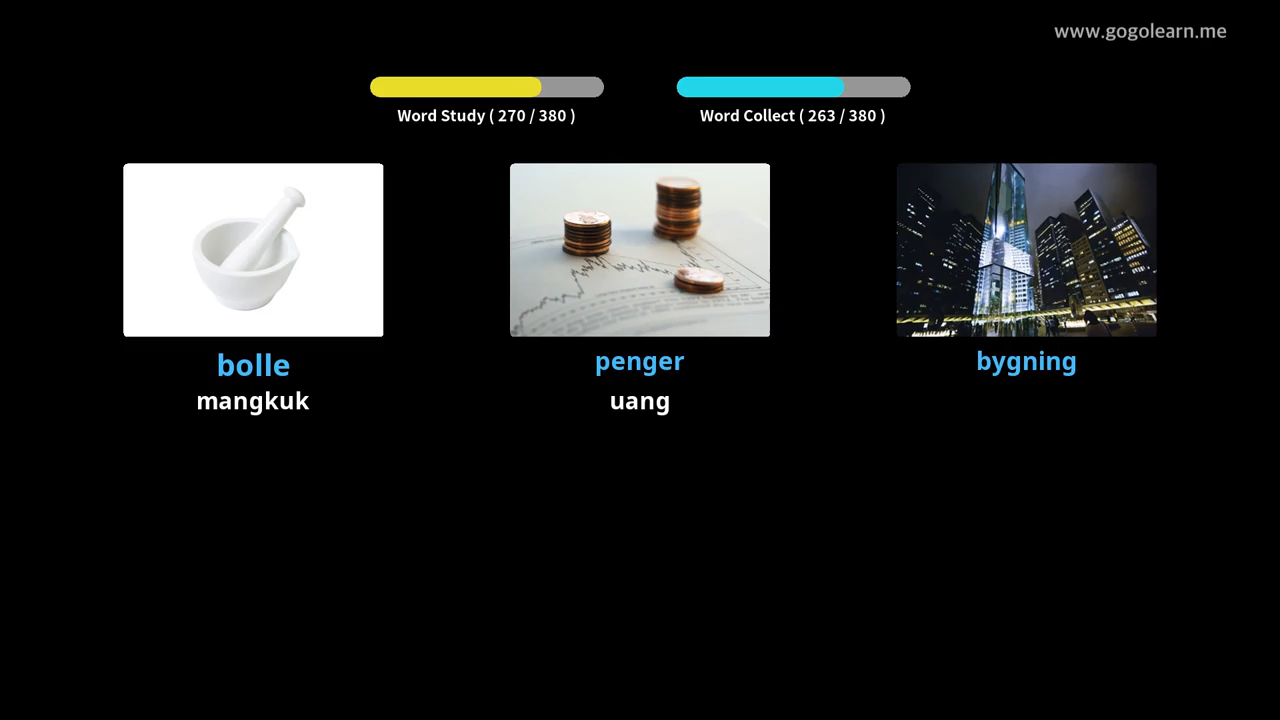 www.gogolearn.me
Word Study ( 270 / 380 )
Word Collect ( 263 / 380 )
bolle
mangkuk
penger
uang
bygning